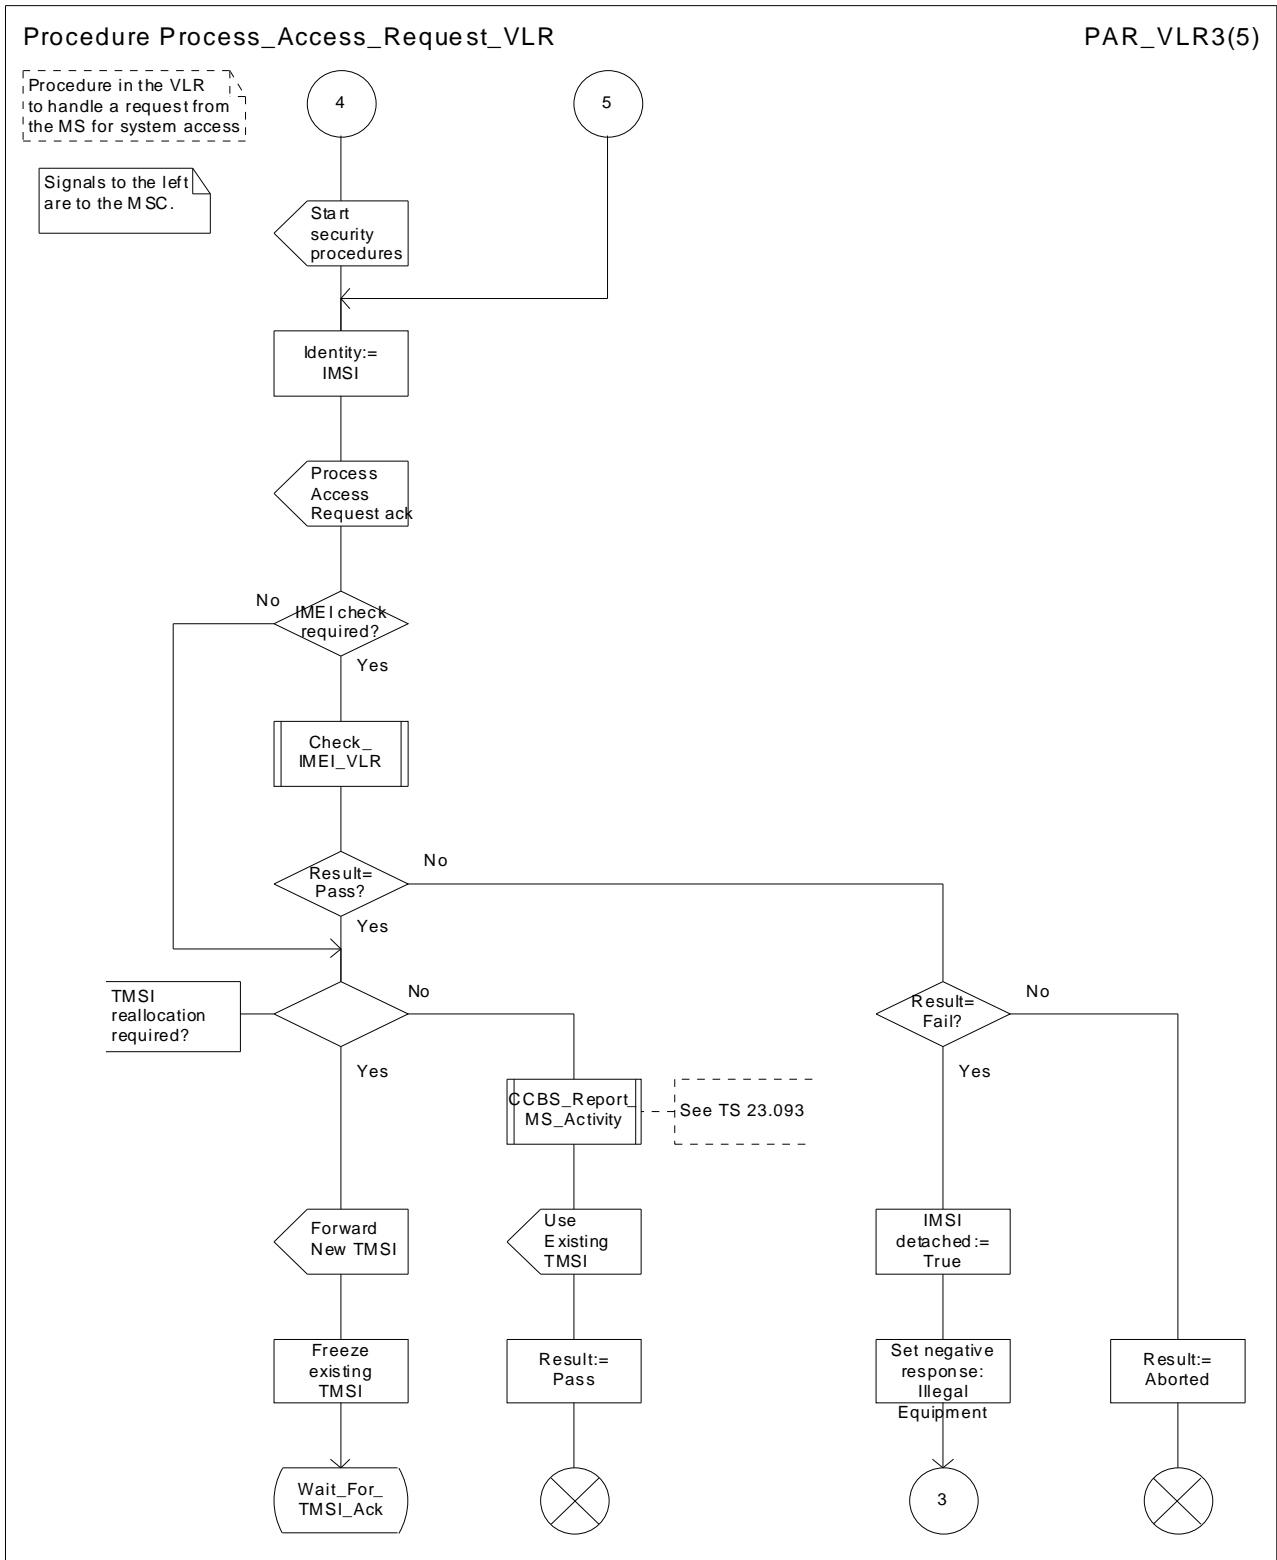 Procedure Process_Access_Request_VLR
PAR_VLR3(5)
Procedure in the VLR
to handle a request from
the MS for system access
4
5
Signals to the left
are to the MSC.
Start
security
procedures
Identity:=
IMSI
Process
Access
Request ack
No
IMEI check
required?
Yes
Check_
IMEI_VLR
Result=
Pass?
No
Yes
TMSI
reallocation
required?
No
Yes
Result=
Fail?
No
Yes
CCBS_Report_
MS_Activity
See TS 23.093
Forward
New TMSI
Use
Existing
TMSI
IMSI
detached:=
True
Freeze
existing
TMSI
Result:=
Pass
Set negative
response:
Illegal
Equipment
Result:=
Aborted
Wait_For_
TMSI_Ack
3